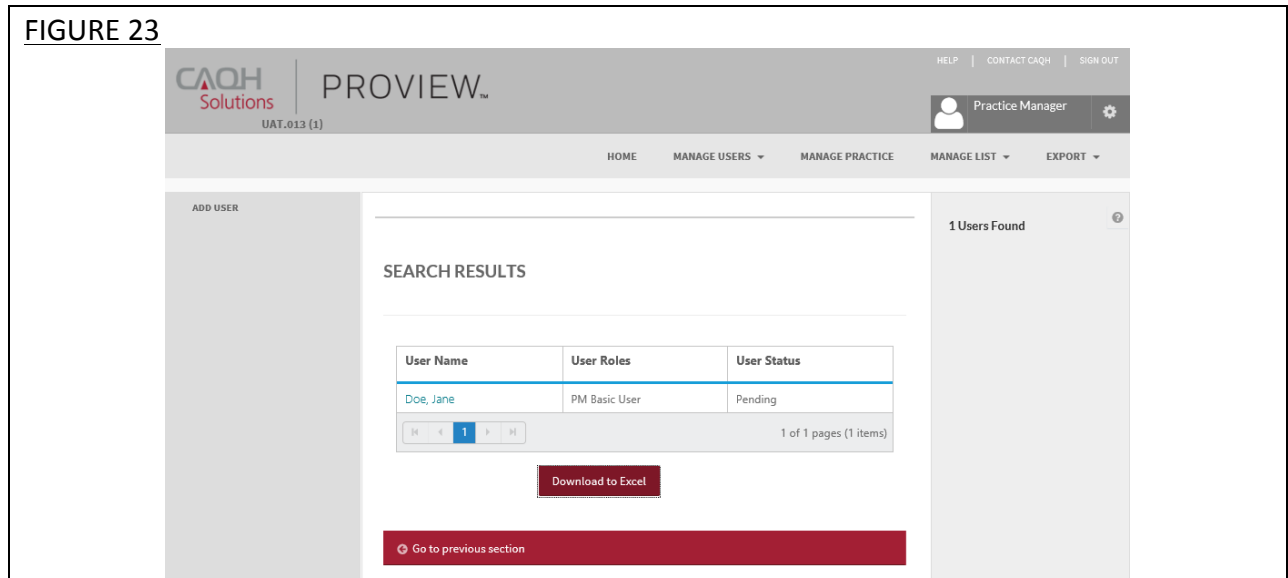 FIGURE 23
HELP | CONTACT CAQH | SIGN OUT
CAQH
Solutions
PROVIEW™
UAT.013 (1)
Practice Manager
HOME MANAGE USERS MANAGE PRACTICE MANAGE LIST EXPORT
ADD USER
1 Users Found
SEARCH RESULTS
User Name User Roles User Status
Doe, Jane PM Basic User Pending
1 1 of 1 pages (1 items)
Download to Excel
Go to previous section